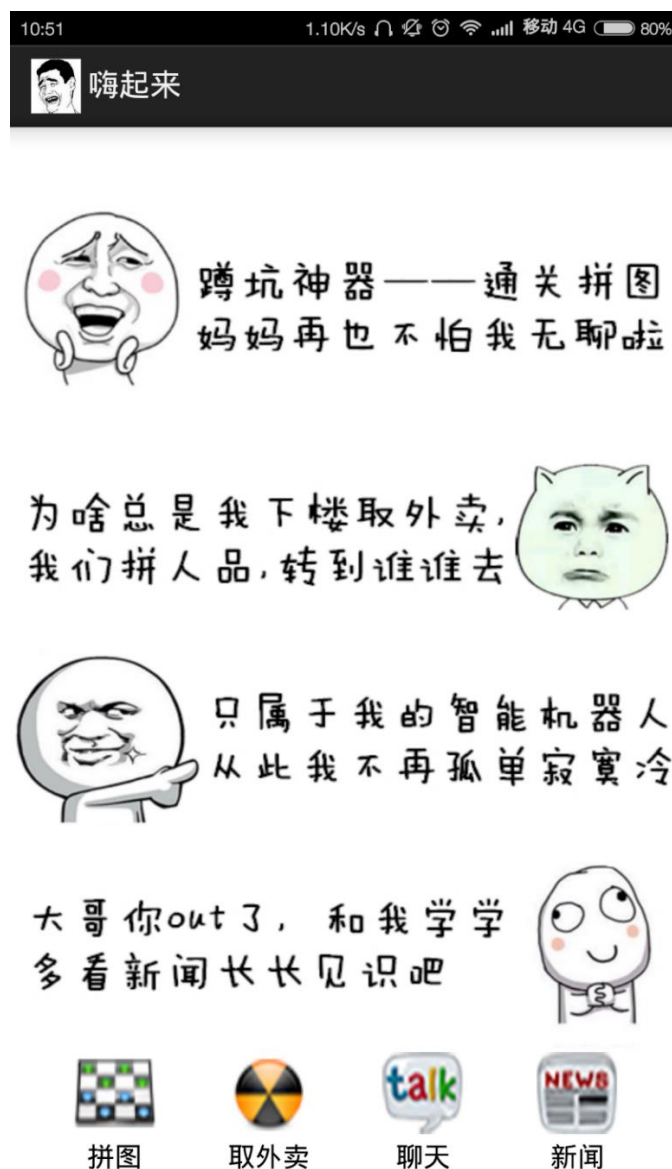 10:51 1.10K/s 移动 4G 80%
嗨起来
蹲坑神器——通关拼图
妈妈再也不怕我无聊啦
为啥总是我下楼取外卖,
我们拼人品,转到谁谁去
只属于我的智能机器人
从此我不再孤单寂寞冷
大哥你out了, 和我学学
多看新闻长长见识吧
talk NEWS
拼图 取外卖 聊天 新闻